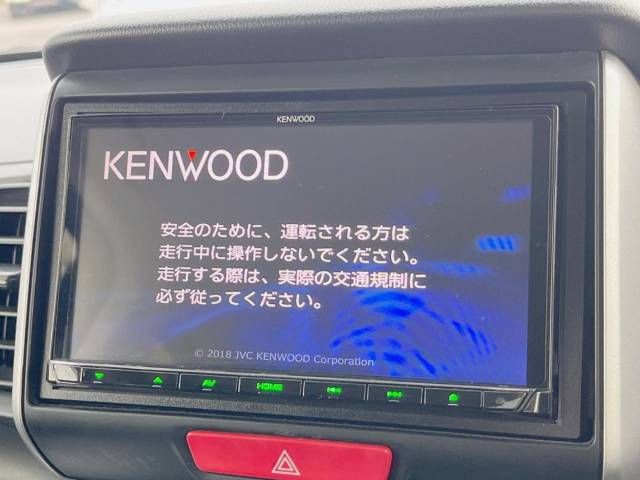 KENWOOD
KENWOOD
安全のために、運転される方は
走行中に操作しないでください。
走行する際は、実際の交通規制に
必ず従ってください。
© 2018 JVC KENWOOD Corporation
AV HOME